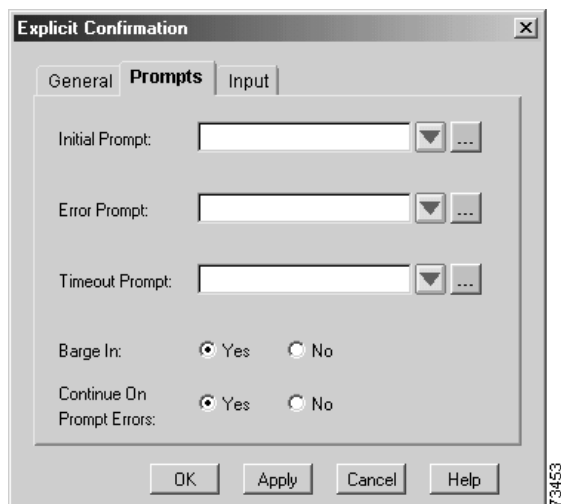 Explicit Confirmation
General Prompts Input
Initial Prompt:
...
Error Prompt:
...
Timeout Prompt:
...
Barge In: Yes No
Continue On
Prompt Errors: Yes No
OK Apply Cancel Help
73453